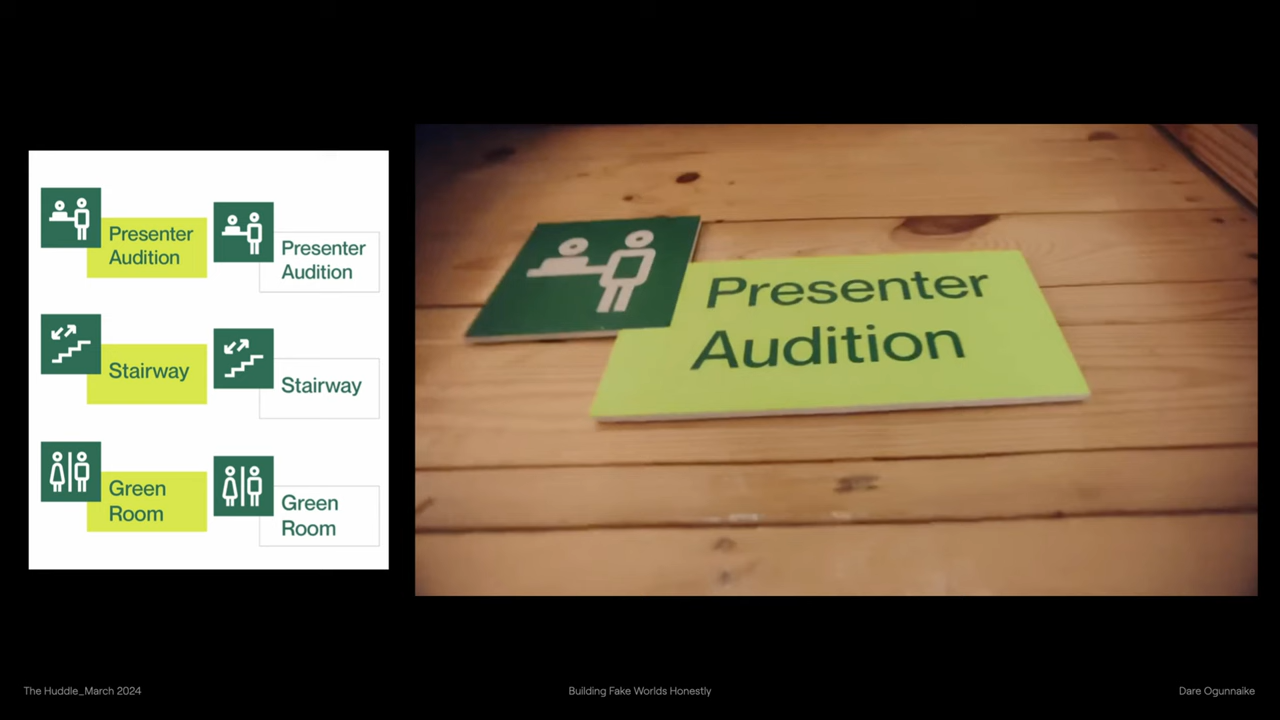 Presenter
Audition
Presenter
Audition
Stairway
Stairway
Green
Room
Green
Room
Presenter
Audition
The Huddle_March 2024
Building Fake Worlds Honestly
Dare Ogunnaike